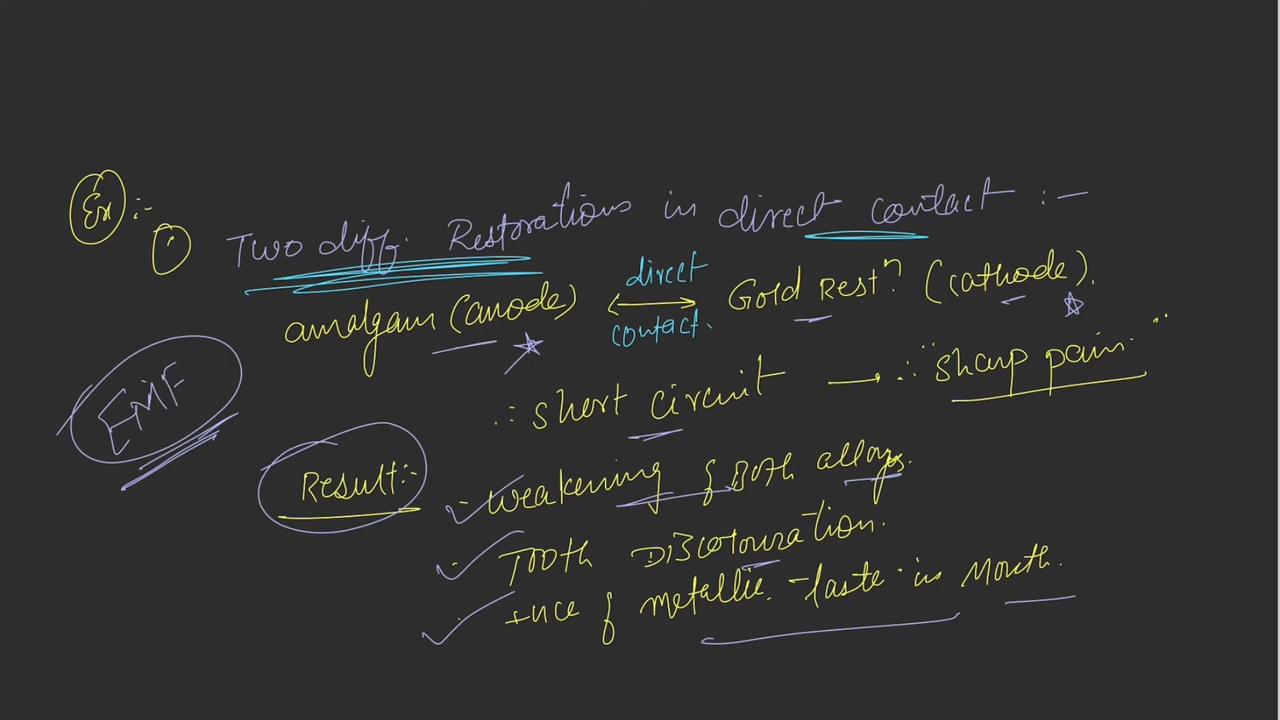 Ex :-
① Two diff. Restorations in direct contact :-
amalgam (anode) ⟷ Gold Restⁿ (cathode).
direct
contact.
∴ short circuit → ∴ "sharp pain."
EMF
Result:-
- weakening of Both alloys.
- Tooth Discolouration.
- +nce of metallic taste in Mouth.